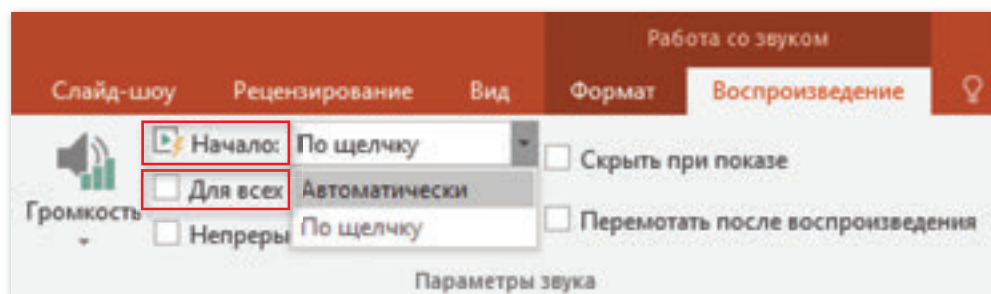 Работа со звуком
Слайд-шоу Рецензирование Вид Формат Воспроизведение
Начало: По щелчку
Скрыть при показе
Для всех Автоматически
Громкость
Непреры По щелчку
Перемотать после воспроизведения
Параметры звука